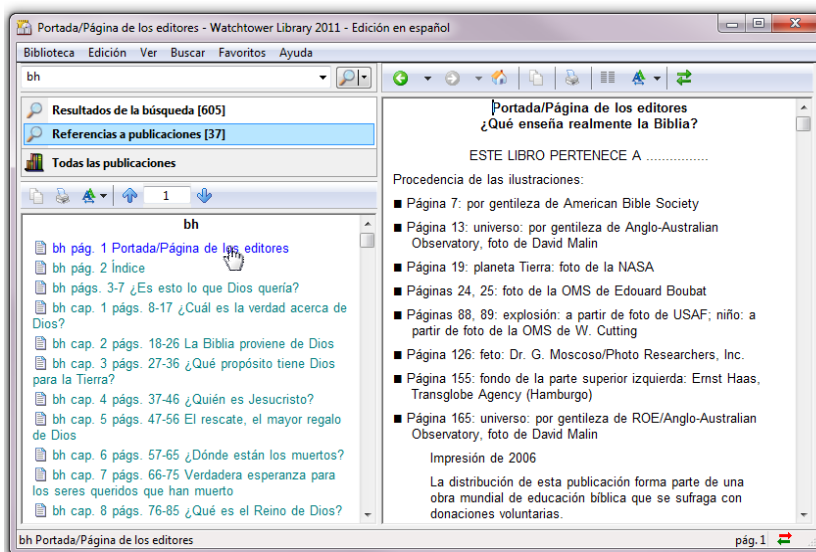 Portada/Página de los editores - Watchtower Library 2011 - Edición en español
Biblioteca Edición Ver Buscar Favoritos Ayuda
bh
Resultados de la búsqueda [605]
Referencias a publicaciones [37]
Todas las publicaciones
1
bh
bh pág. 1 Portada/Página de los editores
bh pág. 2 Índice
bh págs. 3-7 ¿Es esto lo que Dios quería?
bh cap. 1 págs. 8-17 ¿Cuál es la verdad acerca de
Dios?
bh cap. 2 págs. 18-26 La Biblia proviene de Dios
bh cap. 3 págs. 27-36 ¿Qué propósito tiene Dios
para la Tierra?
bh cap. 4 págs. 37-46 ¿Quién es Jesucristo?
bh cap. 5 págs. 47-56 El rescate, el mayor regalo
de Dios
bh cap. 6 págs. 57-65 ¿Dónde están los muertos?
bh cap. 7 págs. 66-75 Verdadera esperanza para
los seres queridos que han muerto
bh cap. 8 págs. 76-85 ¿Qué es el Reino de Dios?
Portada/Página de los editores
¿Qué enseña realmente la Biblia?
ESTE LIBRO PERTENECE A ...............
Procedencia de las ilustraciones:
■ Página 7: por gentileza de American Bible Society
■ Página 13: universo: por gentileza de Anglo-Australian
Observatory, foto de David Malin
■ Página 19: planeta Tierra: foto de la NASA
■ Páginas 24, 25: foto de la OMS de Edouard Boubat
■ Páginas 88, 89: explosión: a partir de foto de USAF; niño: a
partir de foto de la OMS de W. Cutting
■ Página 126: feto: Dr. G. Moscoso/Photo Researchers, Inc.
■ Página 155: fondo de la parte superior izquierda: Ernst Haas,
Transglobe Agency (Hamburgo)
■ Página 165: universo: por gentileza de ROE/Anglo-Australian
Observatory, foto de David Malin
Impresión de 2006
La distribución de esta publicación forma parte de una
obra mundial de educación bíblica que se sufraga con
donaciones voluntarias.
bh Portada/Página de los editores
pág. 1